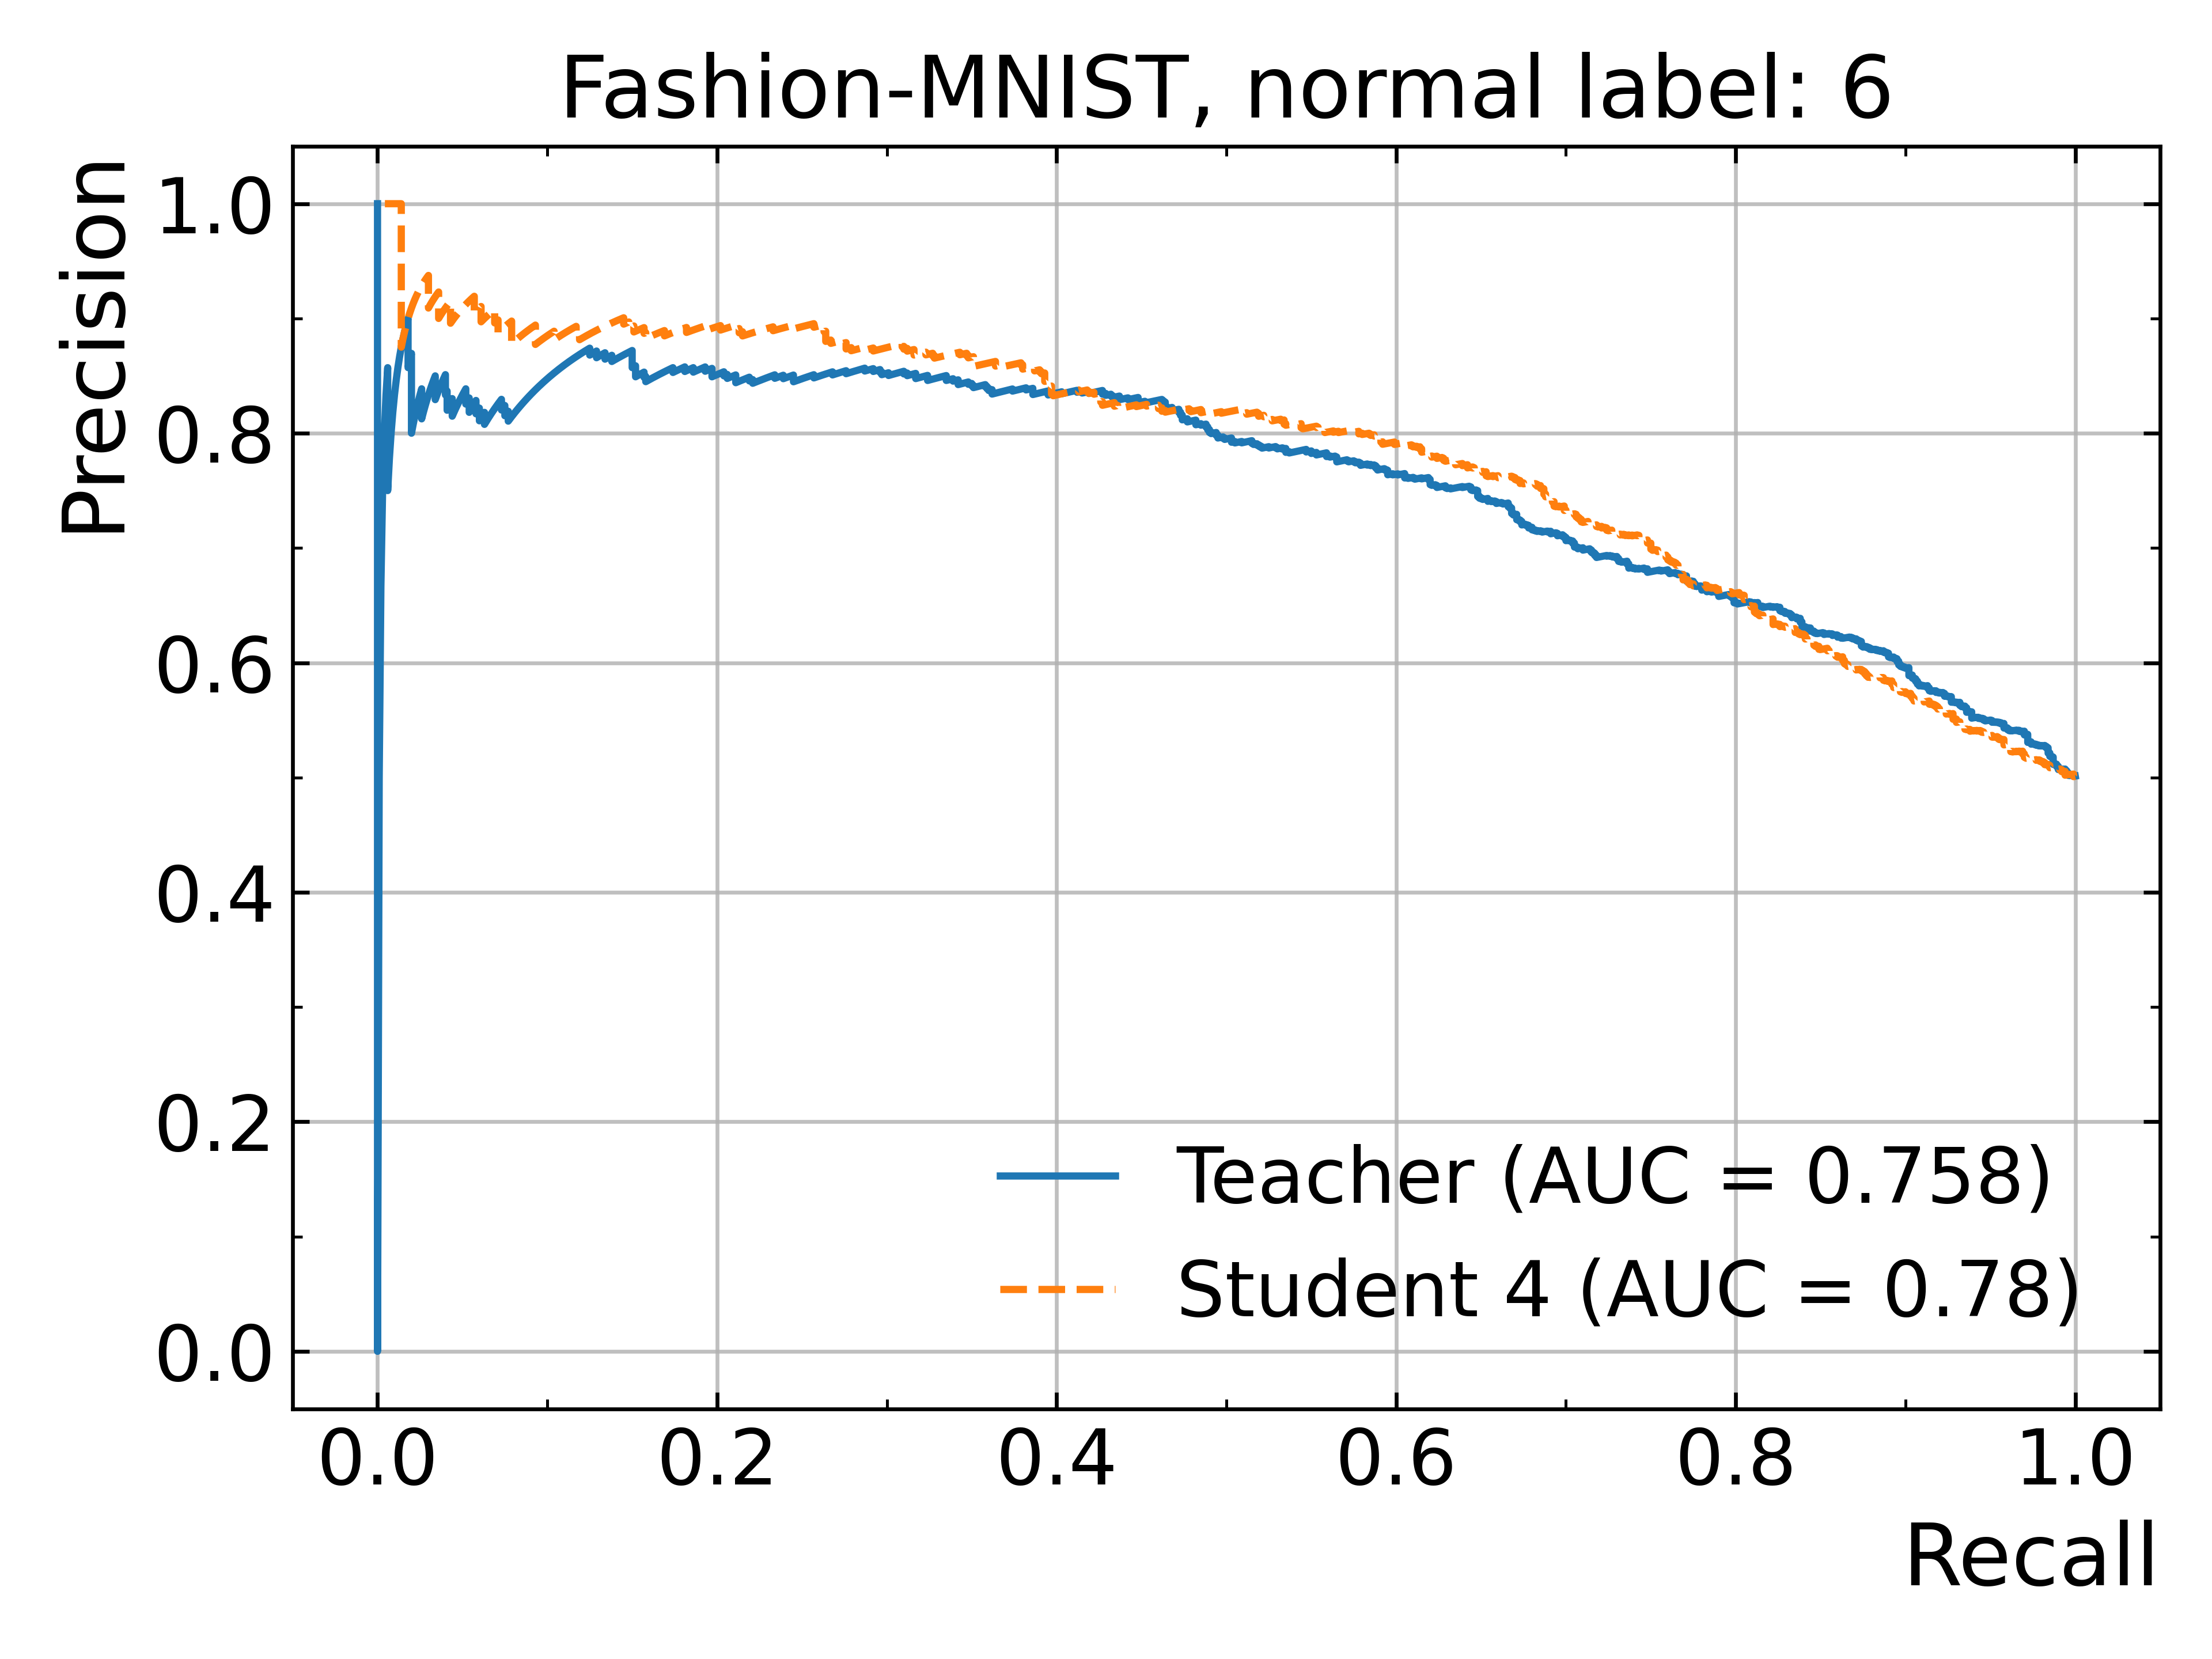 Fashion-MNIST, normal label: 6
Precision
1.0
0.8
0.6
0.4
0.2
0.0
Teacher (AUC = 0.758)
Student 4 (AUC = 0.78)
0.0 0.2 0.4 0.6 0.8 1.0
Recall